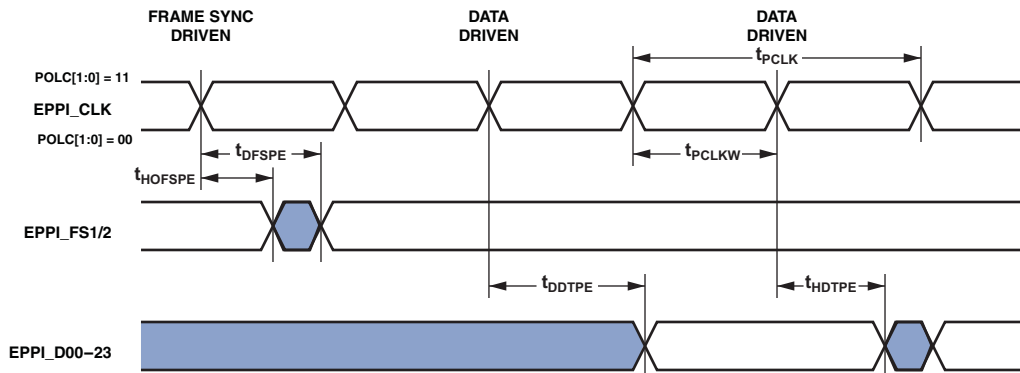 FRAME SYNC
DRIVEN
DATA
DRIVEN
DATA
DRIVEN
tPCLK
POLC[1:0] = 11
EPPI_CLK
POLC[1:0] = 00
tDFSPE
tPCLKW
tHOFSPE
EPPI_FS1/2
tDDTPE
tHDTPE
EPPI_D00–23